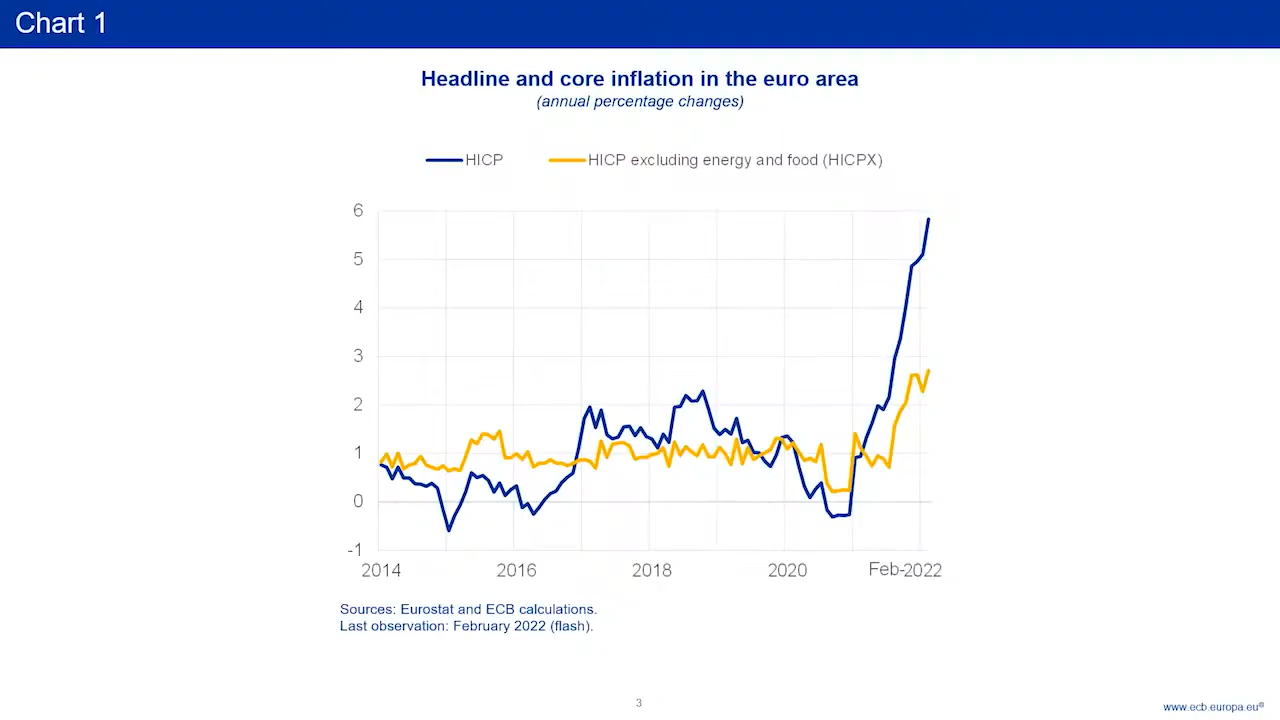 Chart 1
Headline and core inflation in the euro area
(annual percentage changes)
HICP
HICP excluding energy and food (HICPX)
6
5
4
3
2
1
0
-1
2014
2016
2018
2020
Feb-2022
Sources: Eurostat and ECB calculations.
Last observation: February 2022 (flash).
3
www.ecb.europa.eu©